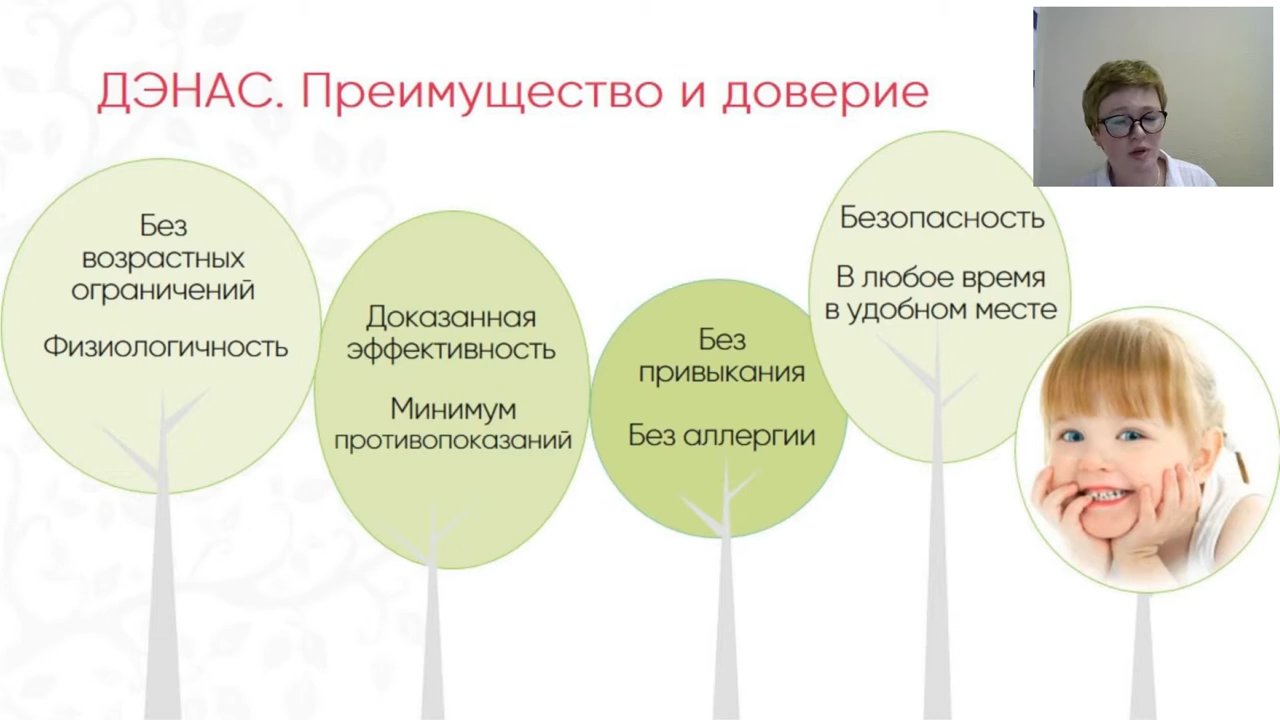 ДЭНАС. Преимущество и доверие
Без
возрастных
ограничений
Физиологичность
Доказанная
эффективность
Минимум
противопоказаний
Без
привыкания
Без аллергии
Безопасность
В любое время
в удобном месте